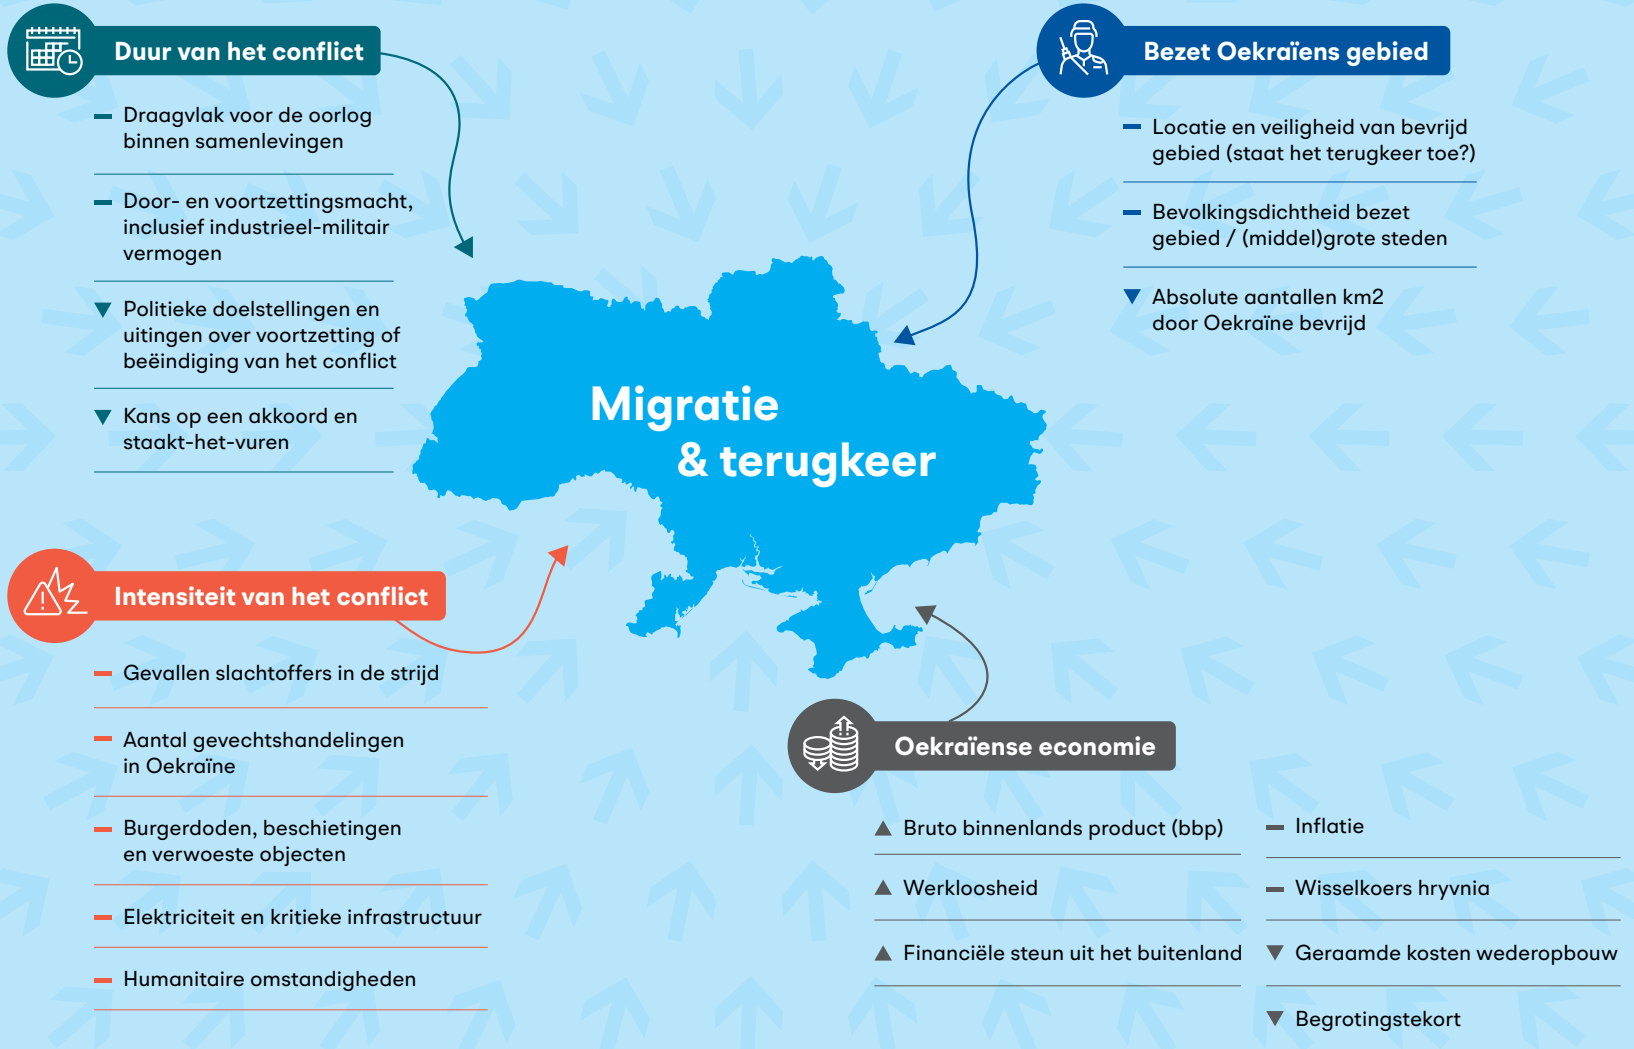 Duur van het conflict
Draagvlak voor de oorlog
binnen samenlevingen
Door- en voortzettingsmacht,
inclusief industrieel-militair
vermogen
Politieke doelstellingen en
uitingen over voortzetting of
beëindiging van het conflict
Kans op een akkoord en
staakt-het-vuren
Bezet Oekraïens gebied
Locatie en veiligheid van bevrijd
gebied (staat het terugkeer toe?)
Bevolkingsdichtheid bezet
gebied / (middel)grote steden
Absolute aantallen km2
door Oekraïne bevrijd
Migratie
& terugkeer
Intensiteit van het conflict
Gevallen slachtoffers in de strijd
Aantal gevechtshandelingen
in Oekraïne
Burgerdoden, beschietingen
en verwoeste objecten
Elektriciteit en kritieke infrastructuur
Humanitaire omstandigheden
Oekraïense economie
Bruto binnenlands product (bbp)
Werkloosheid
Financiële steun uit het buitenland
Inflatie
Wisselkoers hryvnia
Geraamde kosten wederopbouw
Begrotingstekort